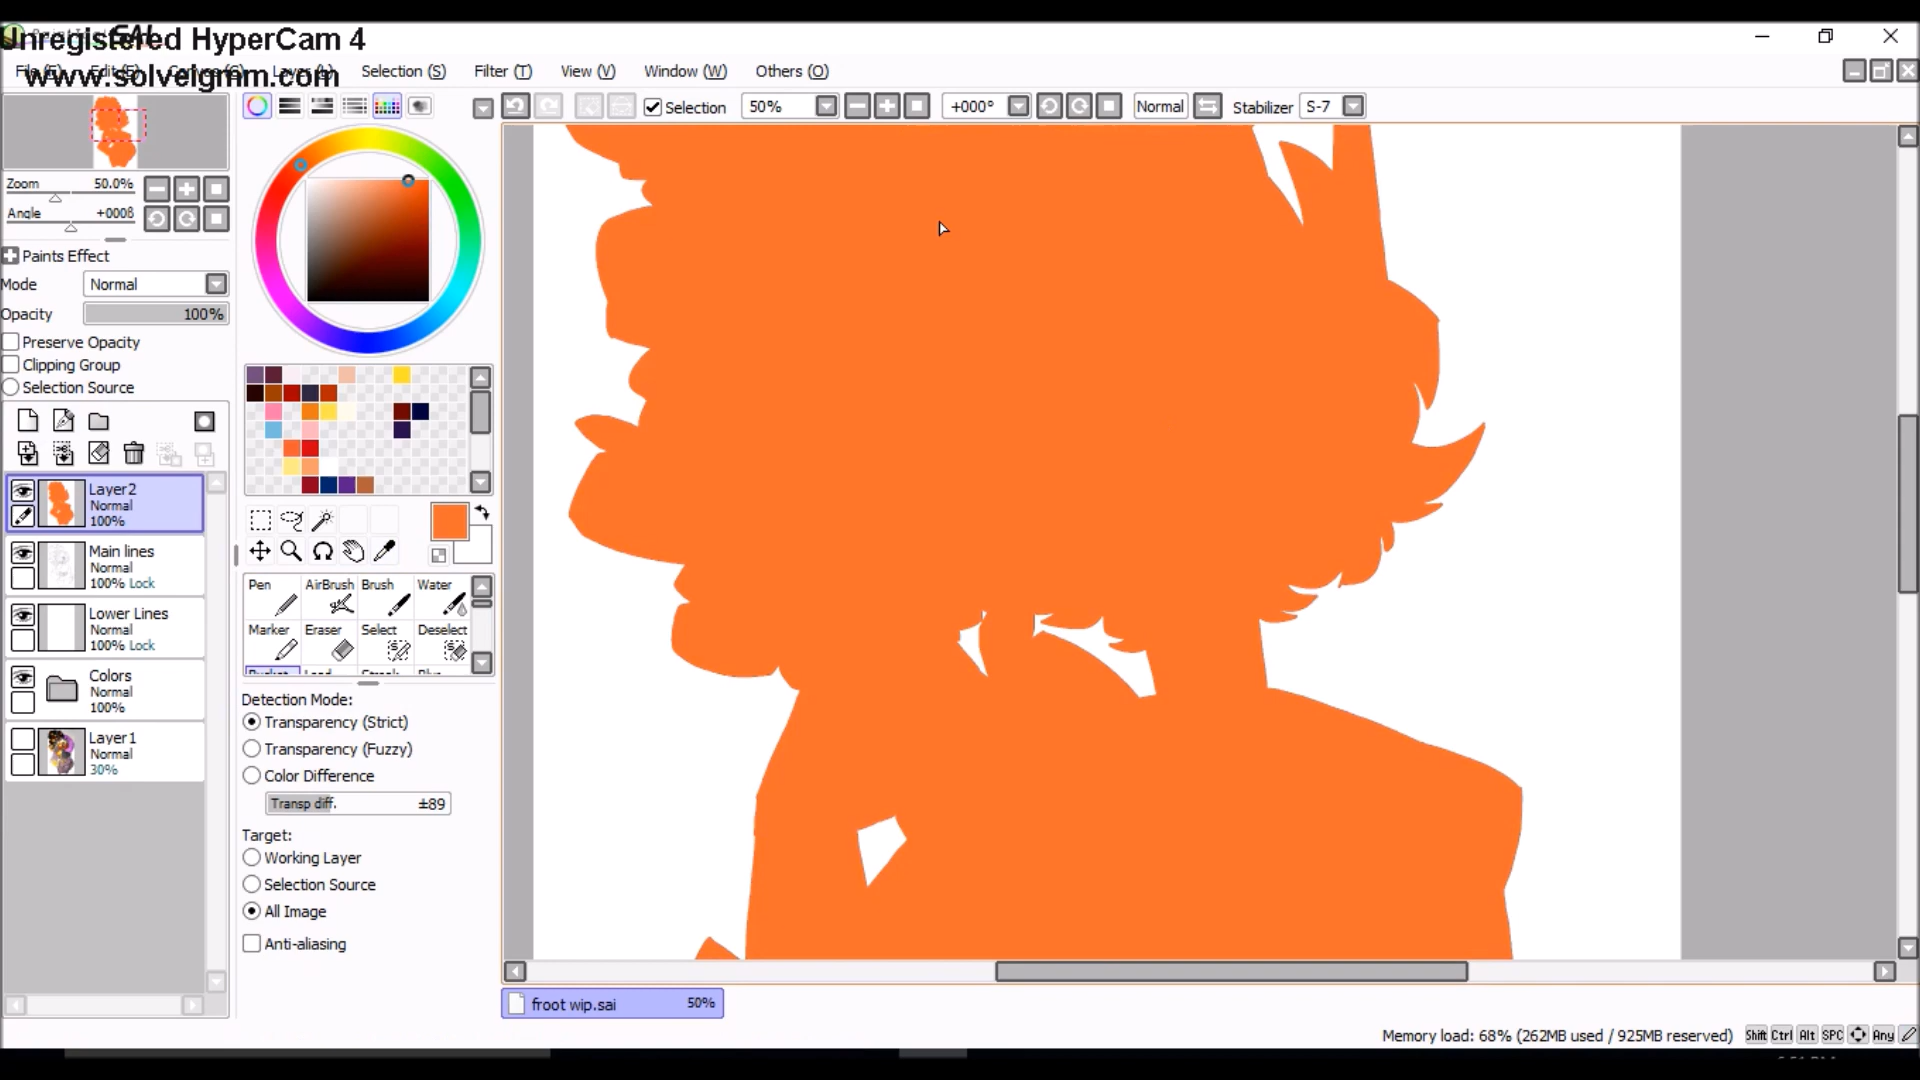 Unregistered HyperCam 4
www.solveigmm.com
Selection (S) Filter (T) View (V) Window (W) Others (O)
Selection 50% +000° Normal Stabilizer S-7
Zoom 50.0%
Angle +000ß
Paints Effect
Mode Normal
Opacity 100%
Preserve Opacity
Clipping Group
Selection Source
Layer2
Normal
100%
Main lines
Normal
100% Lock
Lower Lines
Normal
100% Lock
Colors
Normal
100%
Layer1
Normal
30%
Pen AirBrush Brush Water
Marker Eraser Select Deselect
Detection Mode:
Transparency (Strict)
Transparency (Fuzzy)
Color Difference
Transp diff. ±89
Target:
Working Layer
Selection Source
All Image
Anti-aliasing
froot wip.sai 50%
Memory load: 68% (262MB used / 925MB reserved) Shift Ctrl Alt SPC Any